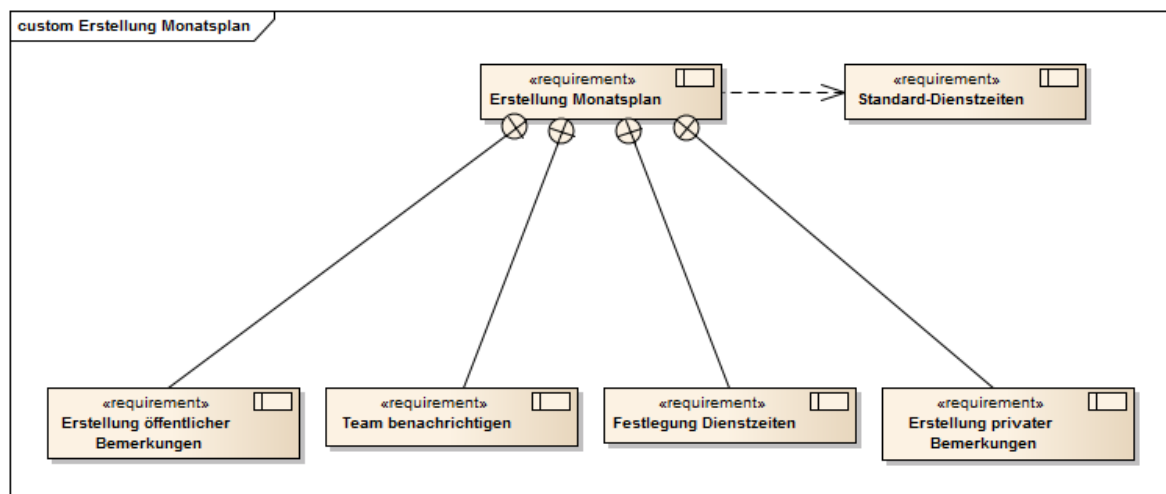 custom Erstellung Monatsplan
«requirement»
Erstellung Monatsplan
«requirement»
Standard-Dienstzeiten
«requirement»
Erstellung öffentlicher
Bemerkungen
«requirement»
Team benachrichtigen
«requirement»
Festlegung Dienstzeiten
«requirement»
Erstellung privater
Bemerkungen